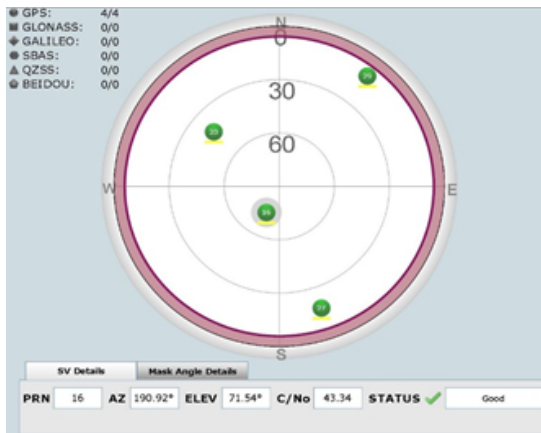 GPS: 4/4
GLONASS: 0/0
GALILEO: 0/0
SBAS: 0/0
QZSS: 0/0
BEIDOU: 0/0
N
0
30
60
W
E
S
27
SV Details
Mask Angle Details
PRN 16 AZ 190.92° ELEV 71.54° C/No 43.34 STATUS Good